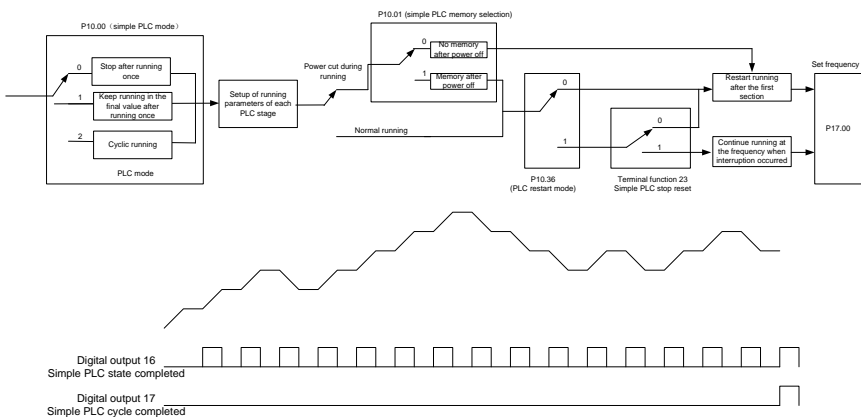 P10.00（simple PLC mode）
0
Stop after running
once
1
Keep running in the
final value after
running once
2
Cyclic running
PLC mode
Setup of running
parameters of each
PLC stage
Power cut during
running
Normal running
P10.01 (simple PLC memory selection)
0
No memory
after power off
1
Memory after
power off
0
1
P10.36
(PLC restart mode)
0
1
Terminal function 23
Simple PLC stop reset
Restart running
after the first
section
Continue running at
the frequency when
interruption occurred
Set frequency
P17.00
Digital output 16
Simple PLC state completed
Digital output 17
Simple PLC cycle completed